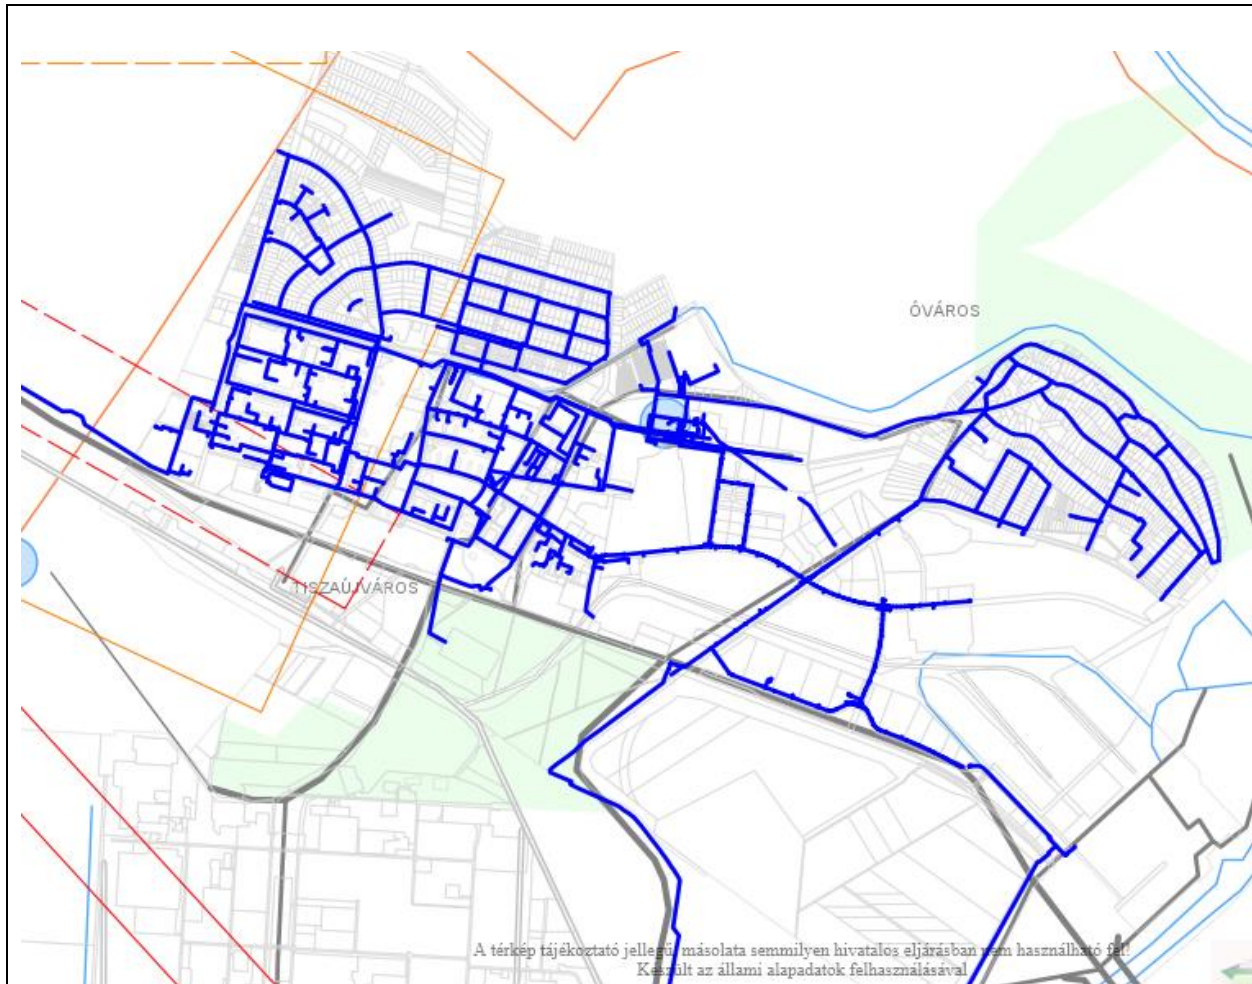 ÓVÁROS
TISZAÚJVÁROS
A térkép tájékoztató jellegű, másolata semmilyen hivatalos eljárásban nem használható fel!
Készült az állami alapadatok felhasználásával